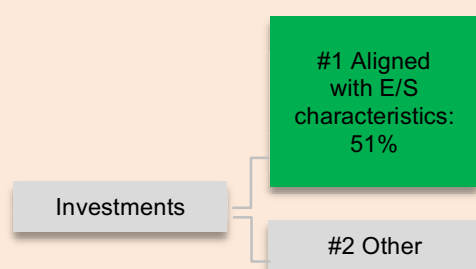 #1 Aligned
with E/S
characteristics:
51%
Investments
#2 Other